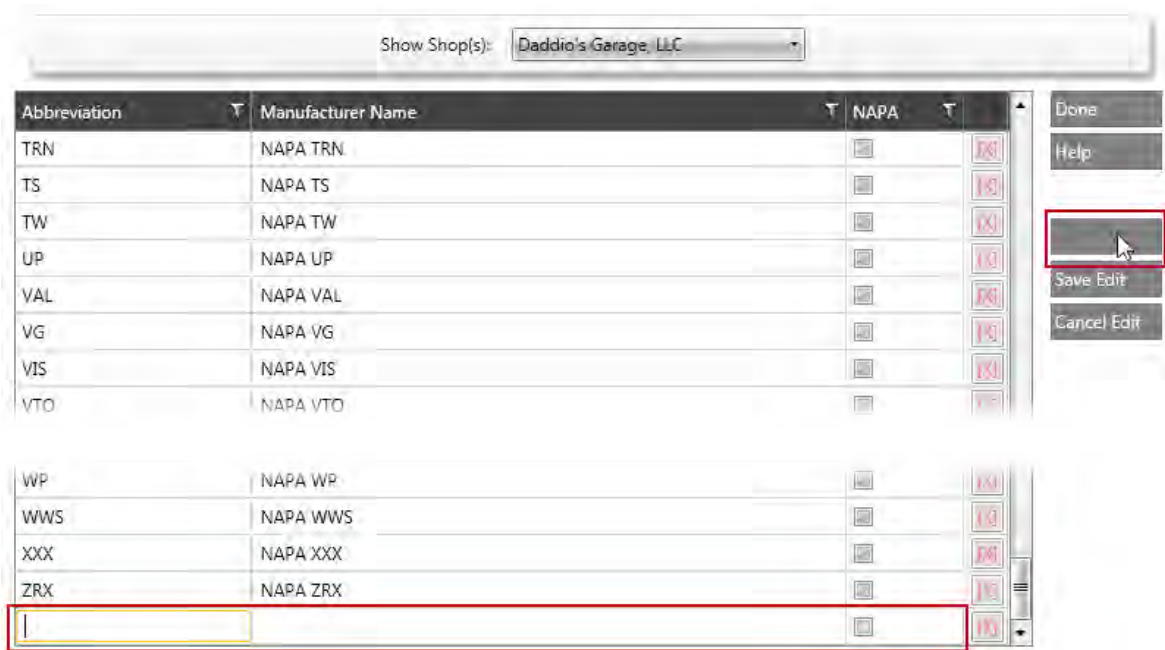 Show Shop(s): Daddio's Garage, LLC
Abbreviation Manufacturer Name NAPA Done
TRN NAPA TRN [X] Help
TS NAPA TS [X]
TW NAPA TW [X]
UP NAPA UP [X]
VAL NAPA VAL [X] Save Edit
VG NAPA VG [X] Cancel Edit
VIS NAPA VIS [X]
VTO NAPA VTO
WP NAPA WP [X]
WWS NAPA WWS [X]
XXX NAPA XXX [X]
ZRX NAPA ZRX [X]
[X]